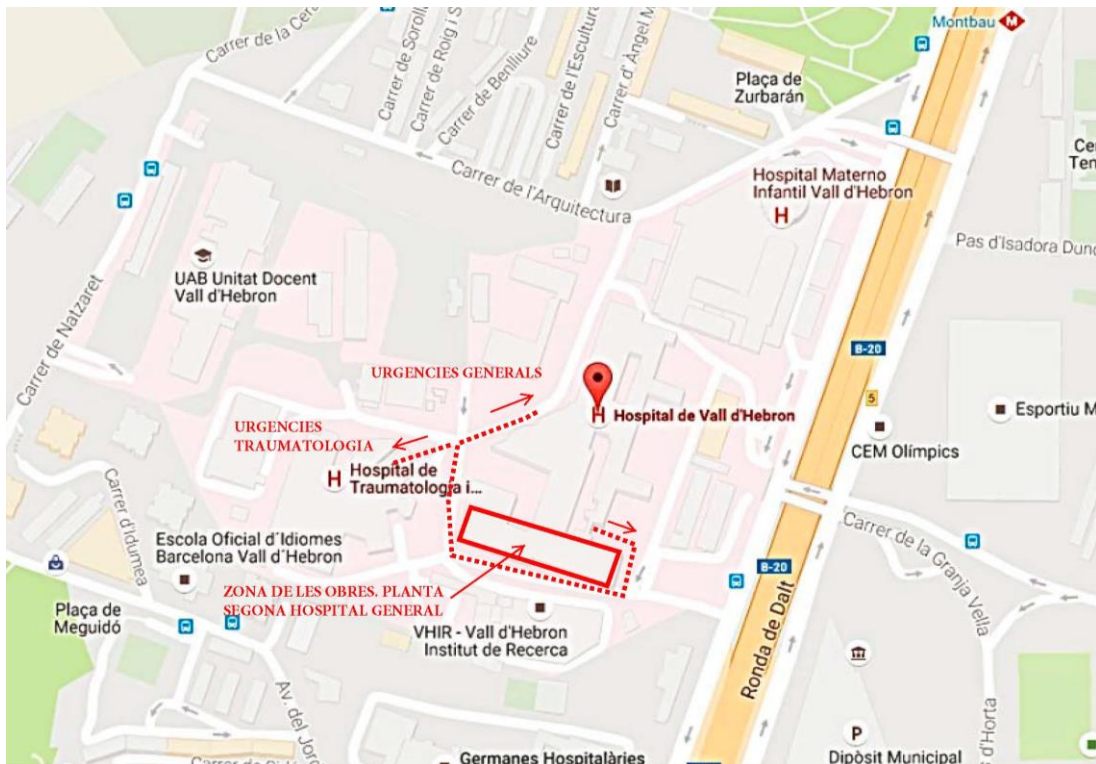 Montbau
M
Carrer de la Cera
Carrer de Soroll
Carrer de Roig i S
Carrer de Benlliure
Carrer de l'Escultura
Carrer d'Àngel M
Plaça de
Zurbarán
Carrer de l'Arquitectura
Hospital Materno
Infantil Vall d'Hebron
H
Cer
Ten
Pas d'Isadora Dunc
UAB Unitat Docent
Vall d'Hebron
Carrer de Natzaret
B-20
5
URGENCIES GENERALS
H
Hospital de Vall d'Hebron
Esportiu M
URGENCIES
TRAUMATOLOGIA
CEM Olímpics
H
Hospital de
Traumatologia i...
Carrer d'Idumea
Escola Oficial d'Idiomes
Barcelona Vall d'Hebron
Carrer de la Granja Vella
B-20
ZONA DE LES OBRES. PLANTA
SEGONA HOSPITAL GENERAL
Plaça de
Meguidó
VHIR - Vall d'Hebron
Institut de Recerca
Ronda de Dalt
Av. del Jor
P
Dipòsit Municipal
d'Horta
Germanes Hospitalàries